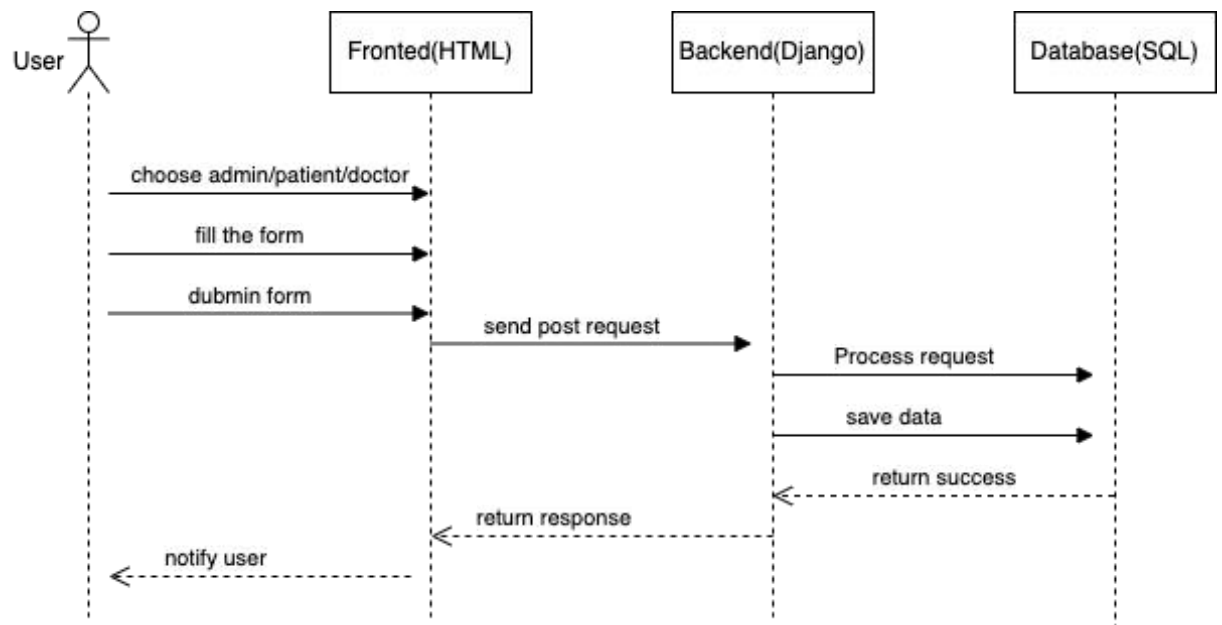 User
Fronted(HTML)
Backend(Django)
Database(SQL)
choose admin/patient/doctor
fill the form
dubmin form
send post request
Process request
save data
return success
return response
notify user